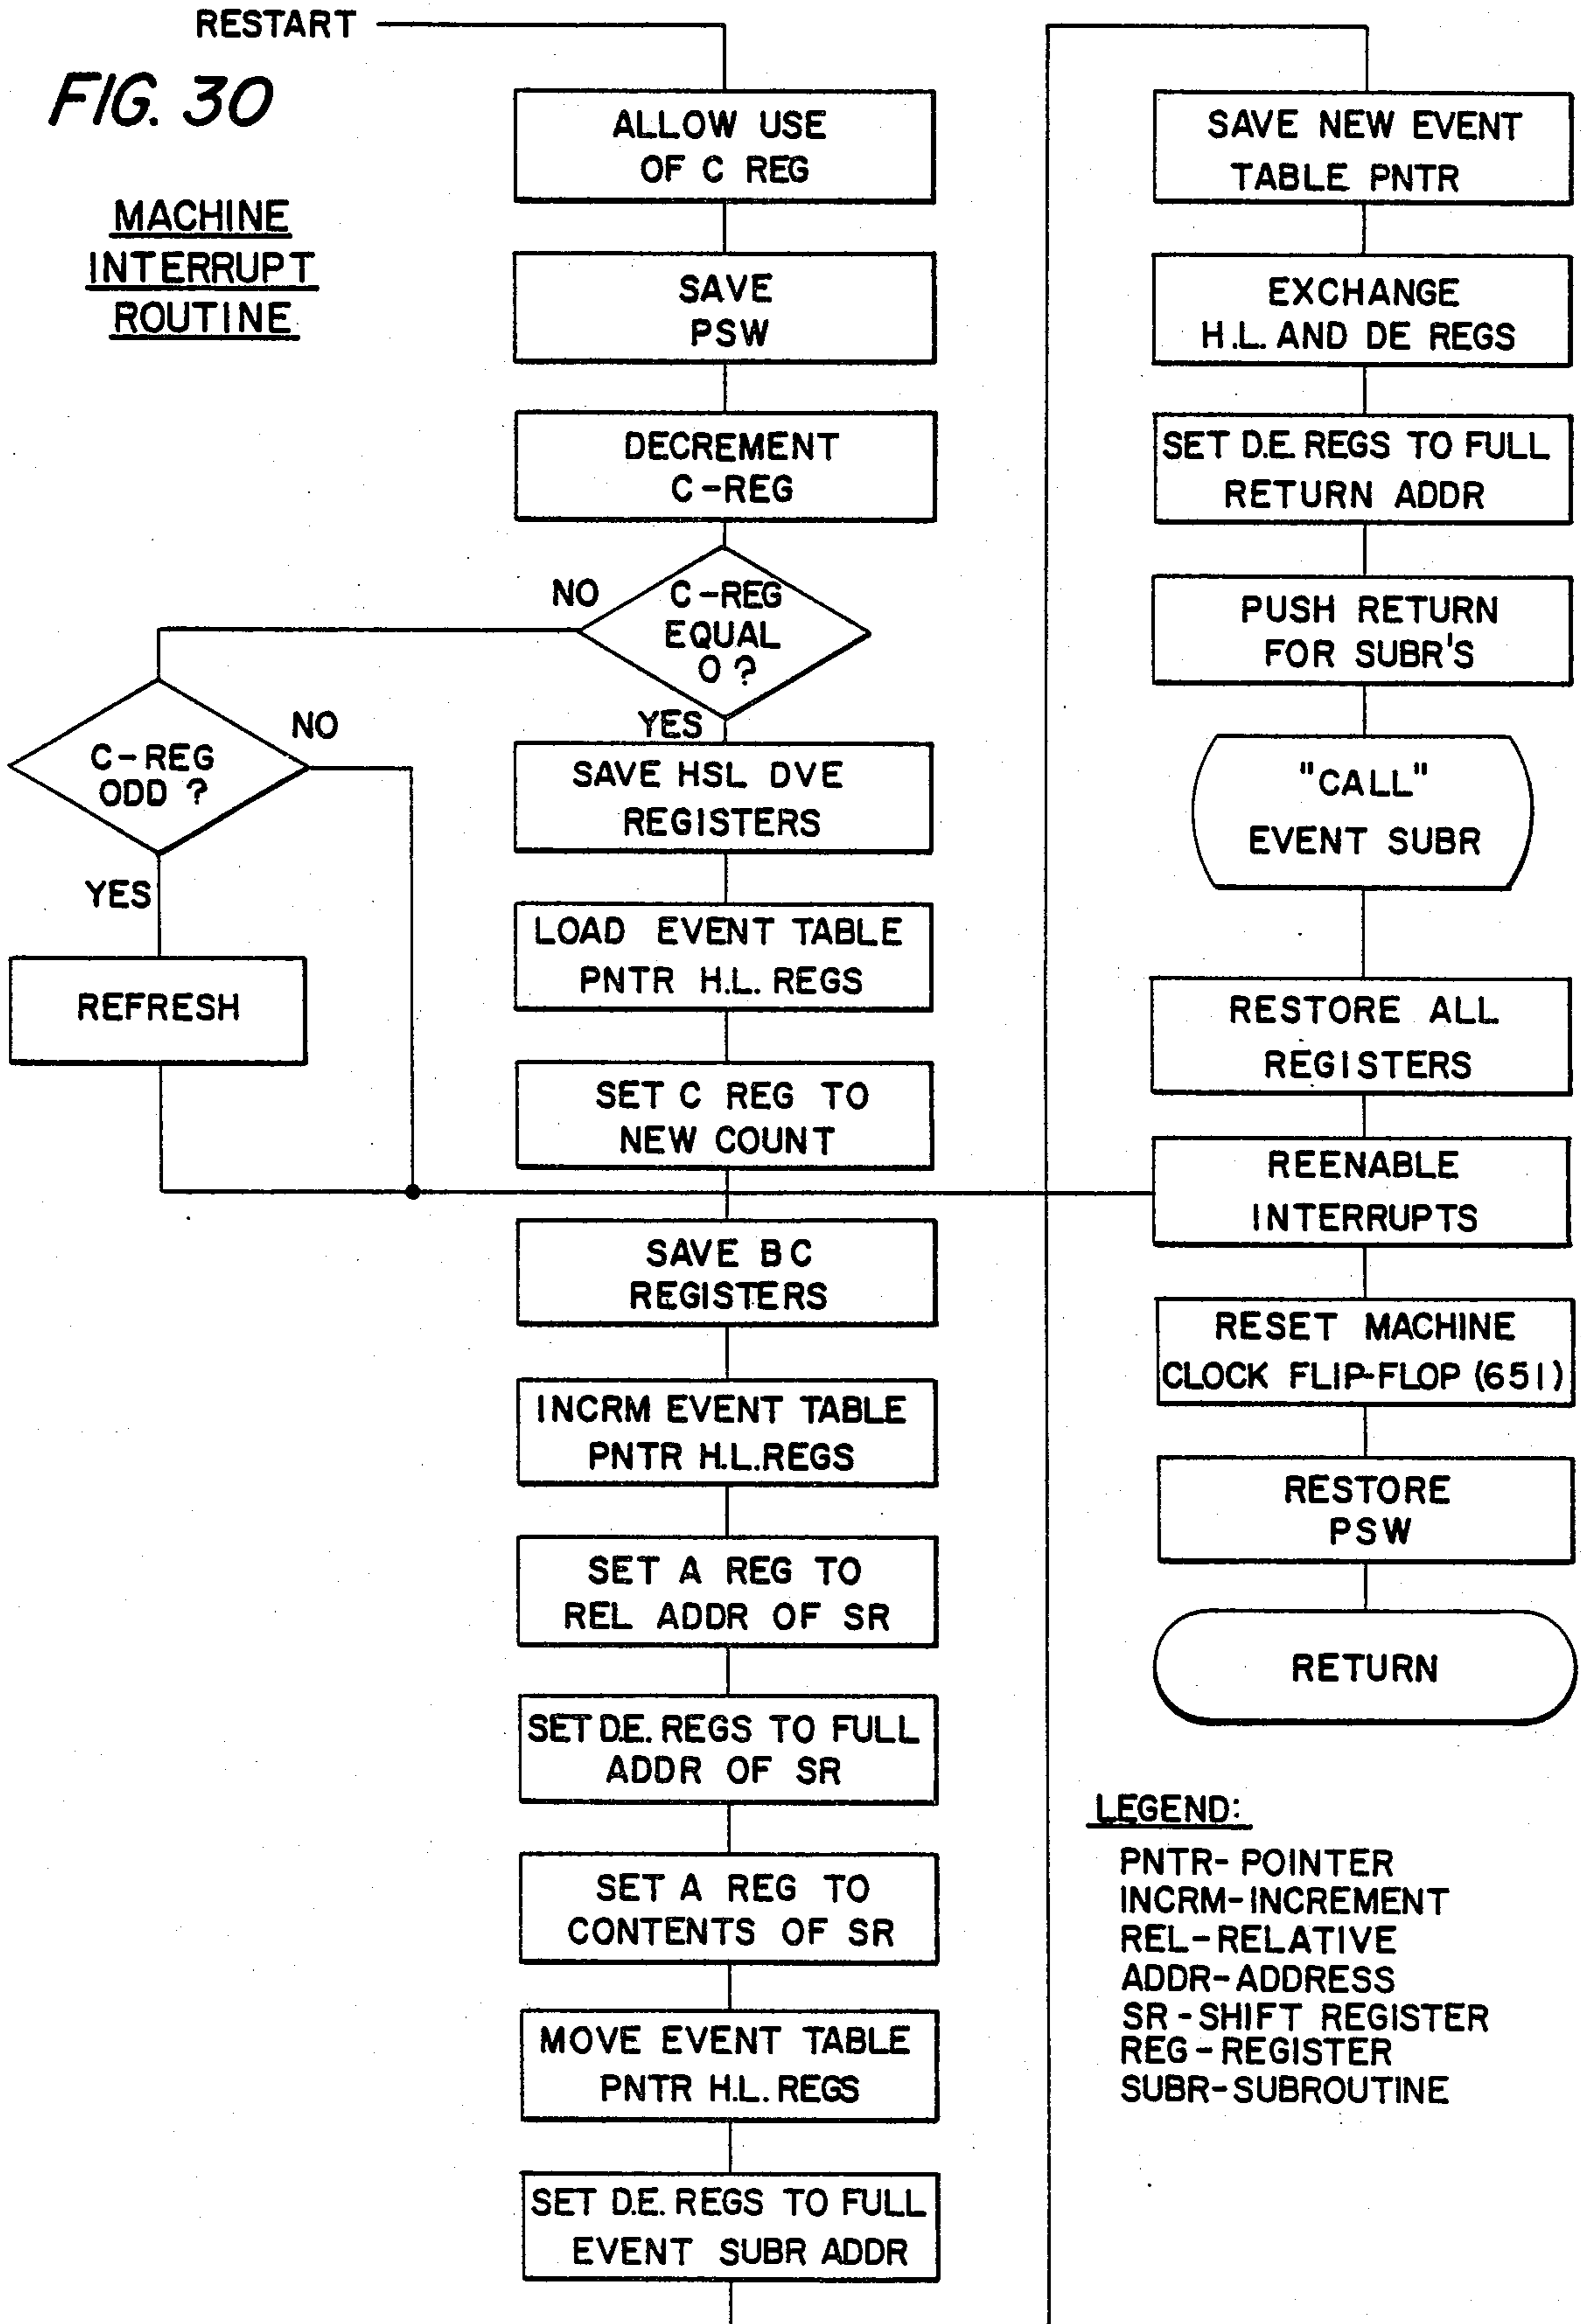 RESTART
FIG. 30
MACHINE
INTERRUPT
ROUTINE
ALLOW USE
OF C REG
SAVE
PSW
DECREMENT
C-REG
C-REG
EQUAL
0 ?
NO
YES
C-REG
ODD ?
NO
YES
REFRESH
SAVE HSL DVE
REGISTERS
LOAD EVENT TABLE
PNTR H.L. REGS
SET C REG TO
NEW COUNT
SAVE BC
REGISTERS
INCRM EVENT TABLE
PNTR H.L.REGS
SET A REG TO
REL ADDR OF SR
SET D.E. REGS TO FULL
ADDR OF SR
SET A REG TO
CONTENTS OF SR
MOVE EVENT TABLE
PNTR H.L. REGS
SET D.E. REGS TO FULL
EVENT SUBR ADDR
SAVE NEW EVENT
TABLE PNTR
EXCHANGE
H.L. AND DE REGS
SET D.E. REGS TO FULL
RETURN ADDR
PUSH RETURN
FOR SUBR'S
"CALL"
EVENT SUBR
RESTORE ALL
REGISTERS
REENABLE
INTERRUPTS
RESET MACHINE
CLOCK FLIP-FLOP (651)
RESTORE
PSW
RETURN
LEGEND:
PNTR-POINTER
INCRM-INCREMENT
REL-RELATIVE
ADDR-ADDRESS
SR-SHIFT REGISTER
REG-REGISTER
SUBR-SUBROUTINE